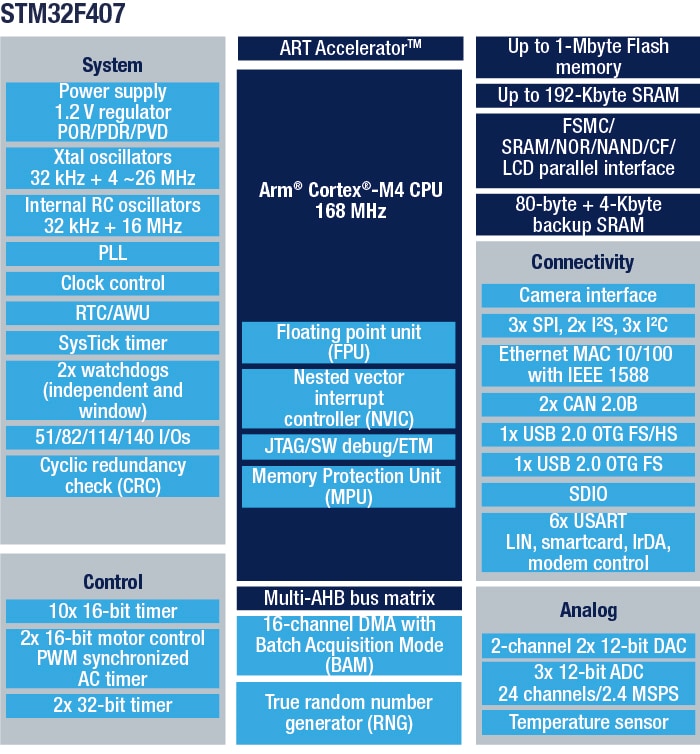 STM32F407
System
Power supply
1.2 V regulator
POR/PDR/PVD
Xtal oscillators
32 kHz + 4 ~26 MHz
Internal RC oscillators
32 kHz + 16 MHz
PLL
Clock control
RTC/AWU
SysTick timer
2x watchdogs
(independent and
window)
51/82/114/140 I/Os
Cyclic redundancy
check (CRC)
Control
10x 16-bit timer
2x 16-bit motor control
PWM synchronized
AC timer
2x 32-bit timer
ART Accelerator™
Arm® Cortex®-M4 CPU
168 MHz
Floating point unit
(FPU)
Nested vector
interrupt
controller (NVIC)
JTAG/SW debug/ETM
Memory Protection Unit
(MPU)
Multi-AHB bus matrix
16-channel DMA with
Batch Acquisition Mode
(BAM)
True random number
generator (RNG)
Up to 1-Mbyte Flash
memory
Up to 192-Kbyte SRAM
FSMC/
SRAM/NOR/NAND/CF/
LCD parallel interface
80-byte + 4-Kbyte
backup SRAM
Connectivity
Camera interface
3x SPI, 2x I²S, 3x I²C
Ethernet MAC 10/100
with IEEE 1588
2x CAN 2.0B
1x USB 2.0 OTG FS/HS
1x USB 2.0 OTG FS
SDIO
6x USART
LIN, smartcard, IrDA,
modem control
Analog
2-channel 2x 12-bit DAC
3x 12-bit ADC
24 channels/2.4 MSPS
Temperature sensor